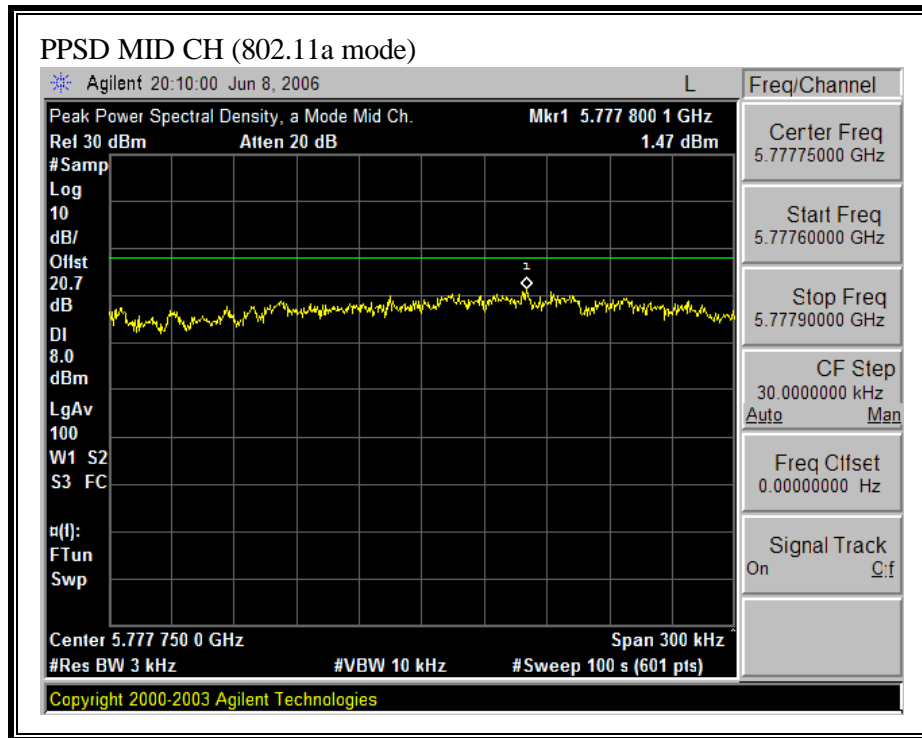 PPSD MID CH (802.11a mode)
Agilent 20:10:00 Jun 8, 2006 L
Peak Power Spectral Density, a Mode Mid Ch. Mkr1 5.777 800 1 GHz
Ref 30 dBm Atten 20 dB 1.47 dBm
#Samp
Log
10
dB/
Offst
20.7
dB
DI
8.0
dBm
LgAv
100
W1 S2
S3 FC
¤(f):
FTun
Swp
1
Center 5.777 750 0 GHz Span 300 kHz ^
#Res BW 3 kHz #VBW 10 kHz #Sweep 100 s (601 pts)
Copyright 2000-2003 Agilent Technologies
Freq/Channel
Center Freq
5.77775000 GHz
Start Freq
5.77760000 GHz
Stop Freq
5.77790000 GHz
CF Step
30.0000000 kHz
Auto Man
Freq Offset
0.00000000 Hz
Signal Track
On Off